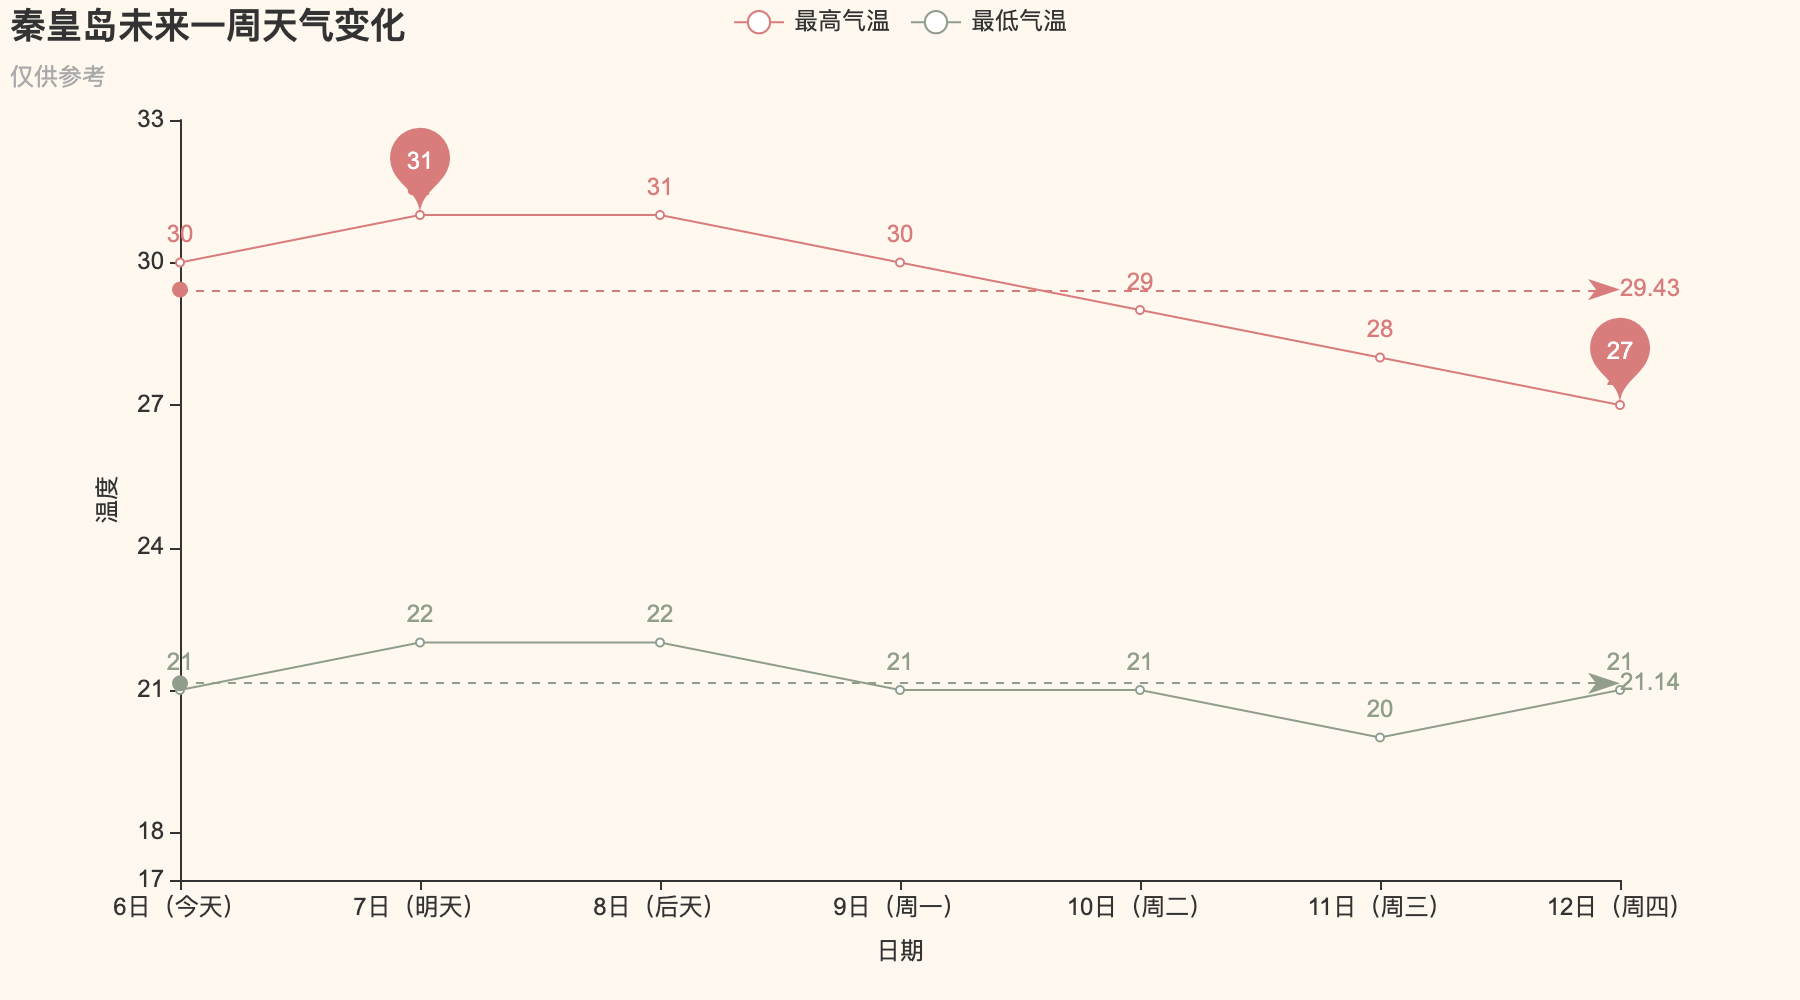 秦皇岛未来一周天气变化
仅供参考
最高气温
最低气温
33
30
27
24
21
18
17
温度
30
31
31
30
29
28
27
29.43
21
22
22
21
21
20
21
21.14
6日（今天）
7日（明天）
8日（后天）
9日（周一）
10日（周二）
11日（周三）
12日（周四）
日期